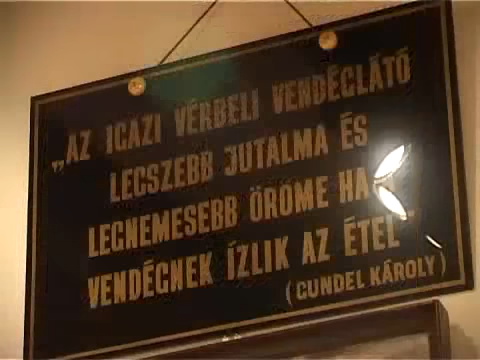 „AZ IGAZI VÉRBELI VENDÉGLÁTÓ
LEGSZEBB JUTALMA ÉS
LEGNEMESEBB ÖRÖME HA
VENDÉGNEK ÍZLIK AZ ÉTEL"
(GUNDEL KÁROLY)